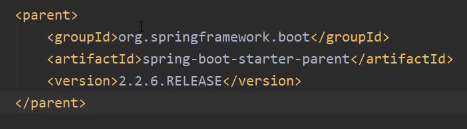 <parent>
<groupId>org.springframework.boot</groupId>
<artifactId>spring-boot-starter-parent</artifactId>
<version>2.2.6.RELEASE</version>
</parent>